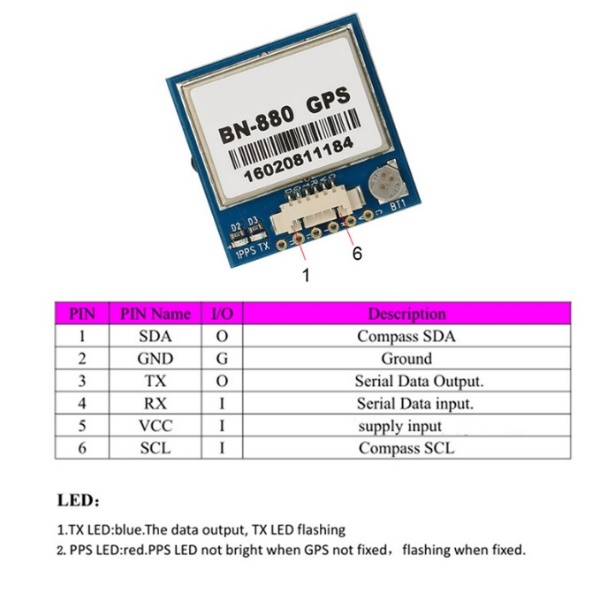 BN-880 GPS
16020811184
D2 D3
1PPS TX
BT1
1
6
PIN PIN Name I/O Description
1 SDA O Compass SDA
2 GND G Ground
3 TX O Serial Data Output.
4 RX I Serial Data input.
5 VCC I supply input
6 SCL I Compass SCL
LED:
1.TX LED:blue.The data output, TX LED flashing
2. PPS LED:red.PPS LED not bright when GPS not fixed, flashing when fixed.